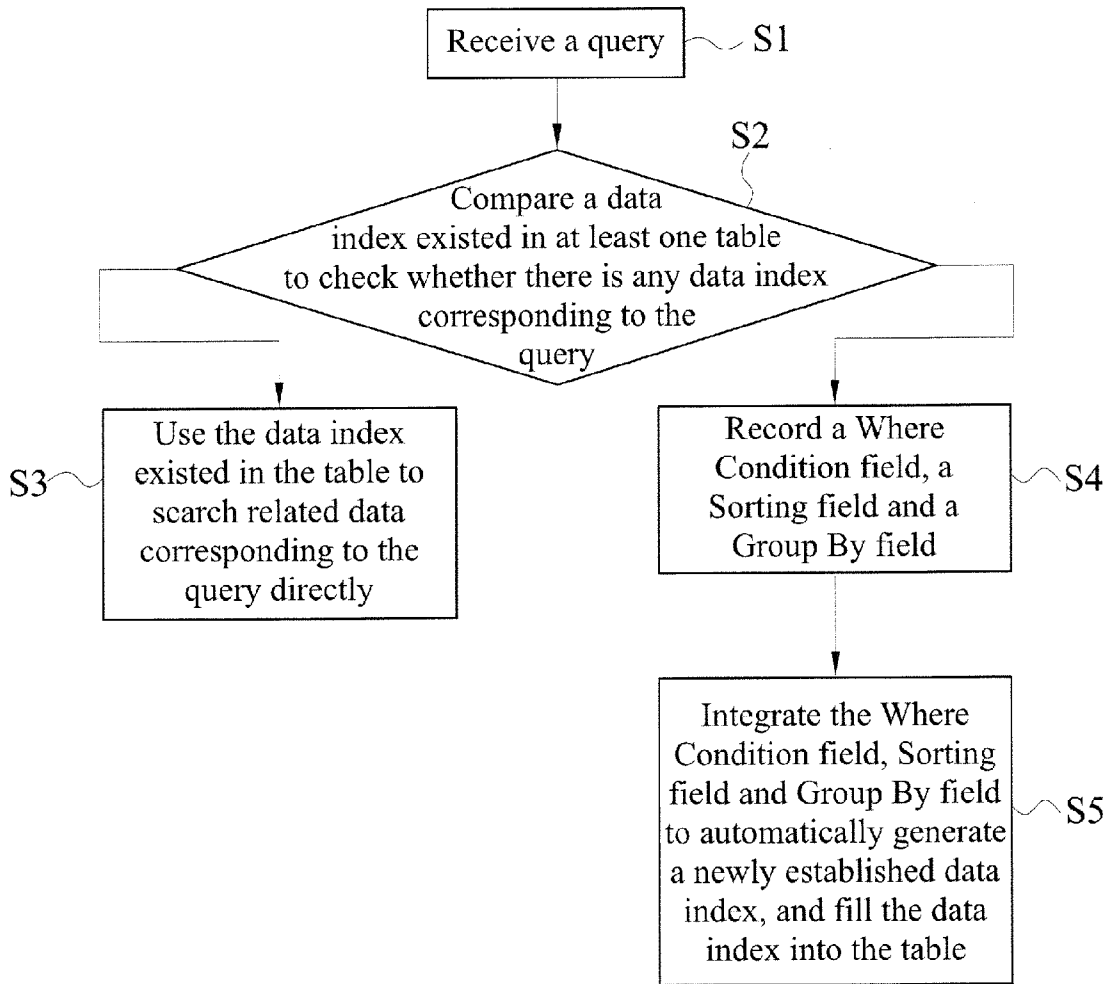 Receive a query
S1
S2
Compare a data
index existed in at least one table
to check whether there is any data index
corresponding to the
query
S3
Use the data index
existed in the table to
search related data
corresponding to the
query directly
Record a Where
Condition field, a
Sorting field and a
Group By field
S4
Integrate the Where
Condition field, Sorting
field and Group By field
to automatically generate
a newly established data
index, and fill the data
index into the table
S5